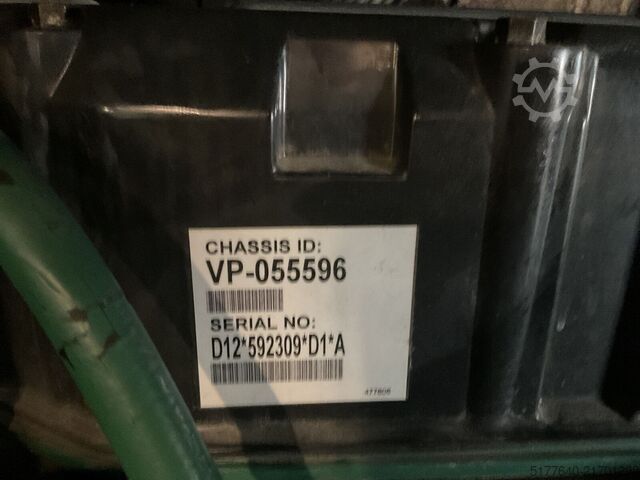 CHASSIS ID:
VP-055596
SERIAL NO:
D12*592309*D1*A